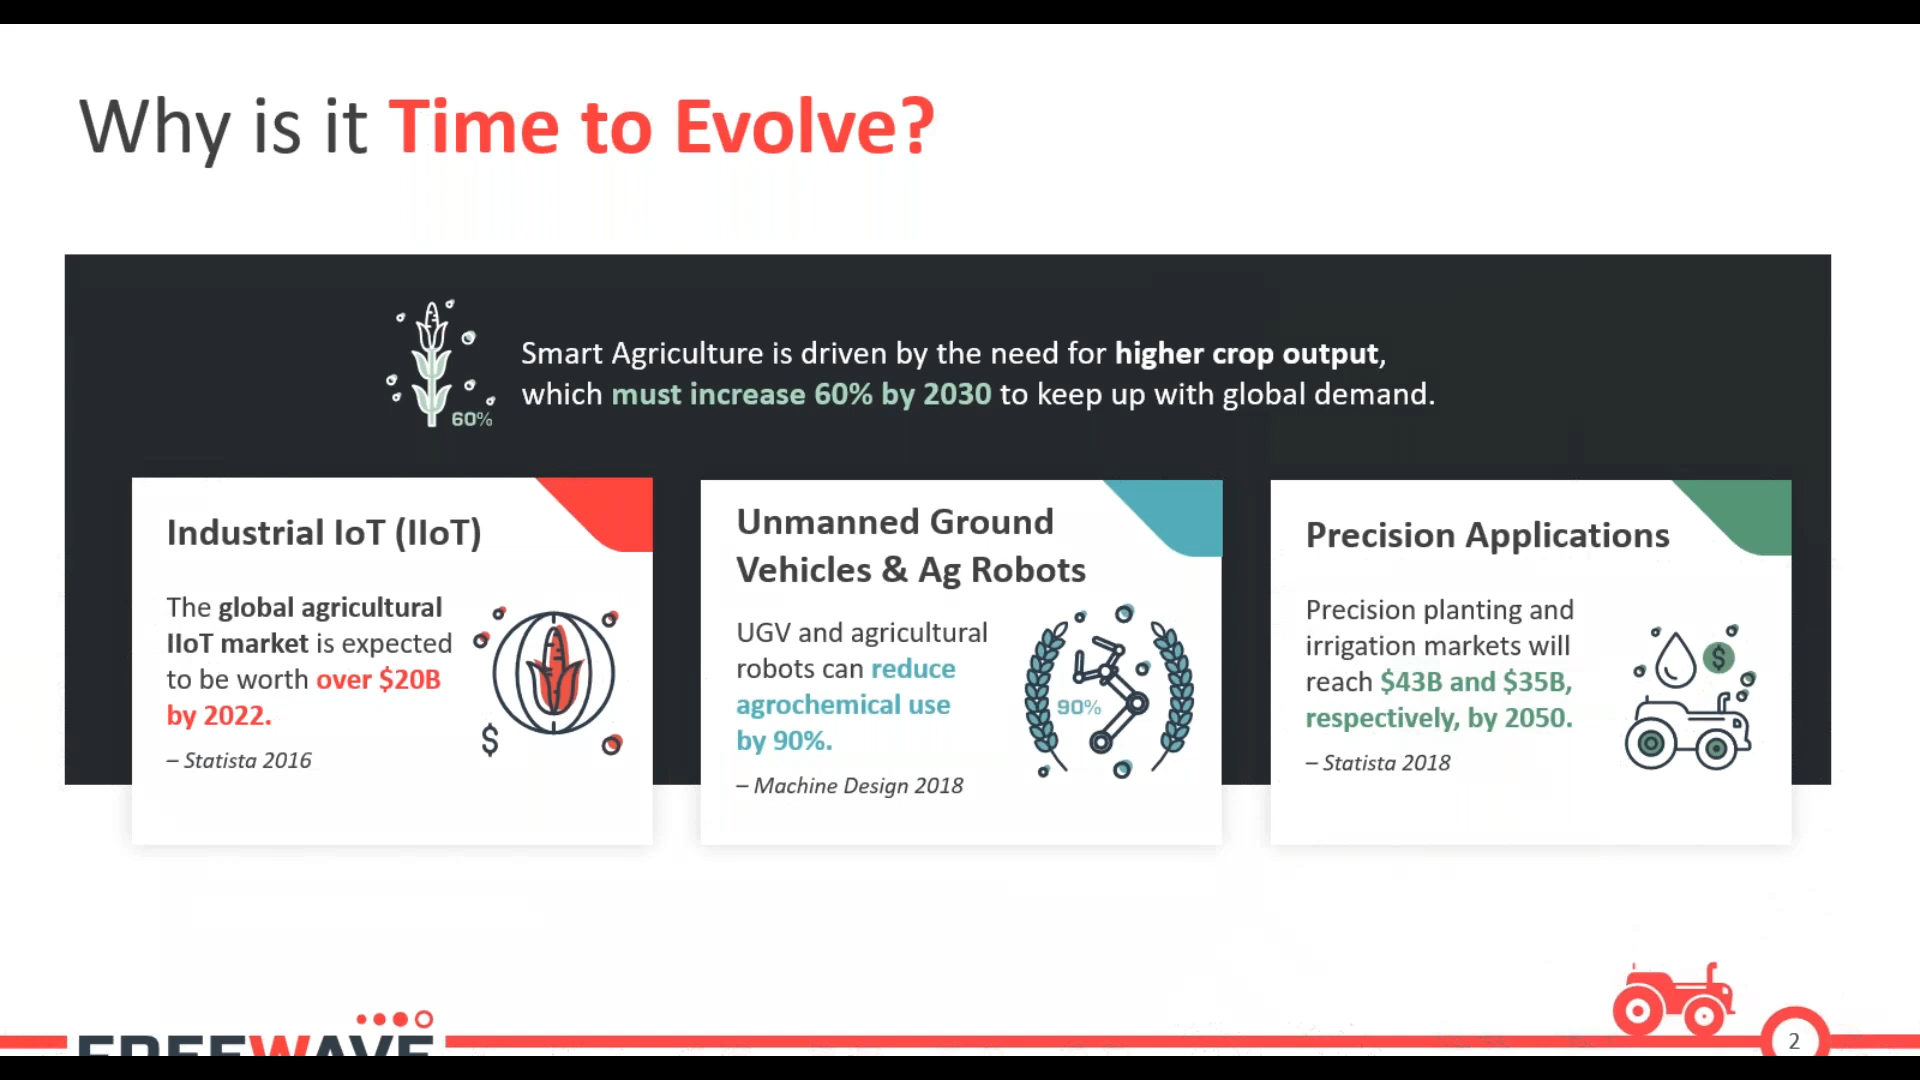 Why is it Time to Evolve?
60%
Smart Agriculture is driven by the need for higher crop output,
which must increase 60% by 2030 to keep up with global demand.
Industrial IoT (IIoT)
The global agricultural
IIoT market is expected
to be worth over $20B
by 2022.
– Statista 2016
$
Unmanned Ground
Vehicles & Ag Robots
UGV and agricultural
robots can reduce
agrochemical use
by 90%.
– Machine Design 2018
90%
Precision Applications
Precision planting and
irrigation markets will
reach $43B and $35B,
respectively, by 2050.
– Statista 2018
$
FREEWAVE
2